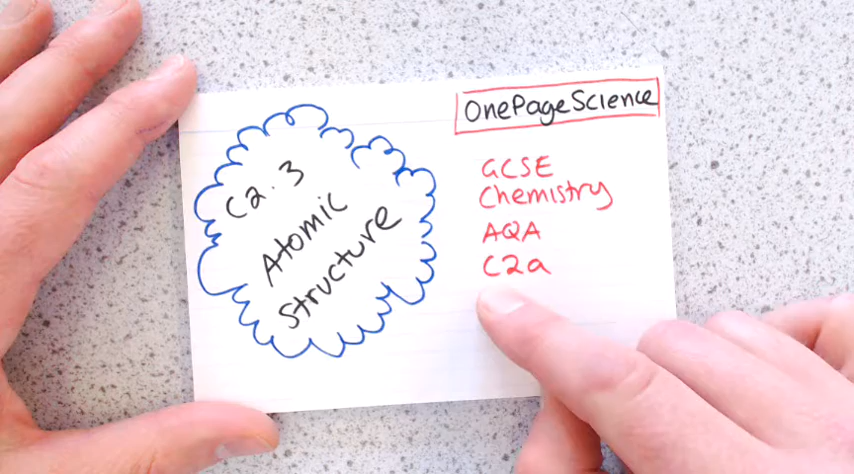 C2.3
Atomic
structure
OnePageScience
GCSE
Chemistry
AQA
C2a